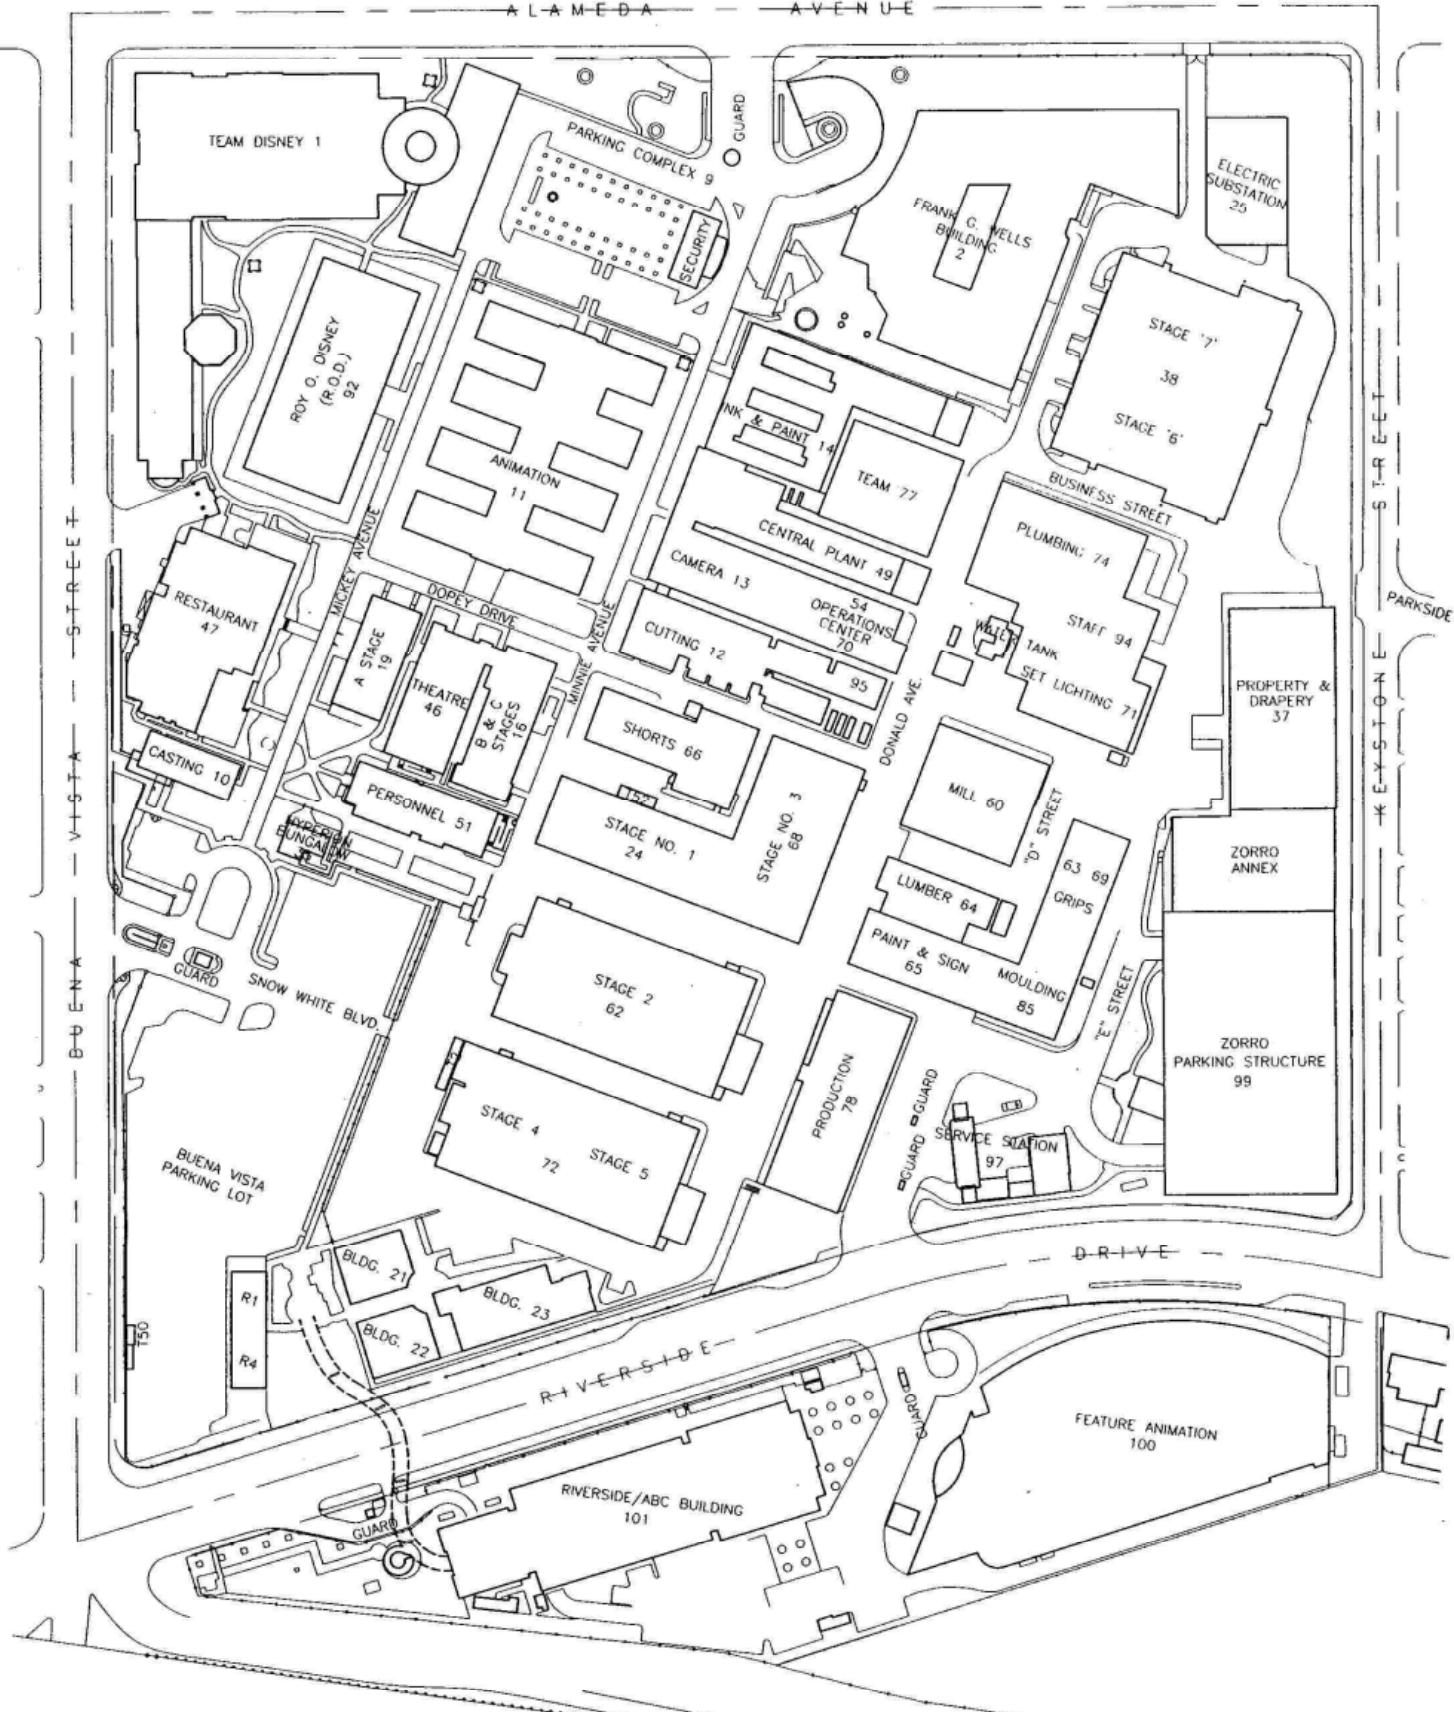 ALAMEDA AVENUE
TEAM DISNEY 1
PARKING COMPLEX 9
GUARD
SECURITY
FRANK G. WELLS
BUILDING
2
ELECTRIC
SUBSTATION
25
ROY O. DISNEY
(R.O.D.)
92
STAGE '7'
38
STAGE '6'
ANIMATION
11
INK & PAINT 14
TEAM 77
BUSINESS STREET
CENTRAL PLANT 49
CAMERA 13
54
OPERATIONS
CENTER
70
PLUMBING 74
STAFF 94
WATER TANK
SET LIGHTING 71
MICKEY AVENUE
DOPEY DRIVE
MINNIE AVENUE
RESTAURANT
47
A STAGE
19
THEATRE
46
B & C
STAGES
16
CUTTING 12
95
DONALD AVE.
PARKSIDE
PROPERTY &
DRAPERY
37
SHORTS 66
CASTING 10
PERSONNEL 51
HYPERION
BUNGALOW
T52
STAGE NO. 1
24
STAGE NO. 3
68
MILL 60
"D" STREET
63 69
GRIPS
ZORRO
ANNEX
LUMBER 64
PAINT & SIGN
65
MOULDING
85
"E" STREET
GUARD
SNOW WHITE BLVD.
STAGE 2
62
ZORRO
PARKING STRUCTURE
99
PRODUCTION
78
GUARD
GUARD
SERVICE STATION
97
STAGE 4
72
STAGE 5
BUENA VISTA
PARKING LOT
BUENA VISTA STREET
KEYSTONE STREET
BLDG. 21
BLDG. 22
BLDG. 23
R1
R4
T50
RIVERSIDE DRIVE
GUARD
FEATURE ANIMATION
100
RIVERSIDE/ABC BUILDING
101
GUARD